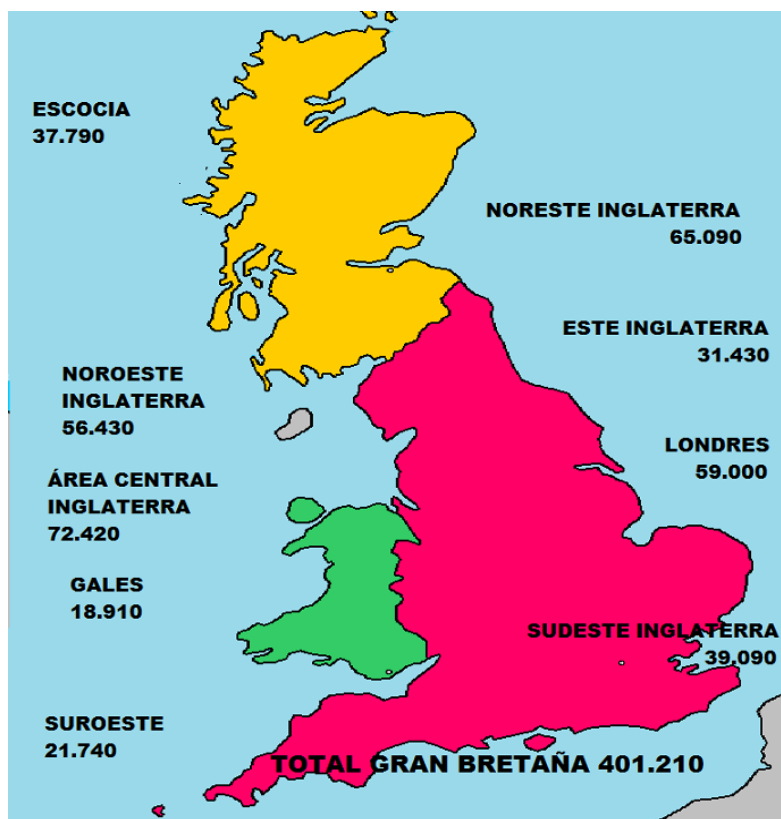 ESCOCIA
37.790
NORESTE INGLATERRA
65.090
ESTE INGLATERRA
31.430
NOROESTE
INGLATERRA
56.430
LONDRES
59.000
ÁREA CENTRAL
INGLATERRA
72.420
GALES
18.910
SUDESTE INGLATERRA
39.090
SUROESTE
21.740
TOTAL GRAN BRETAÑA 401.210